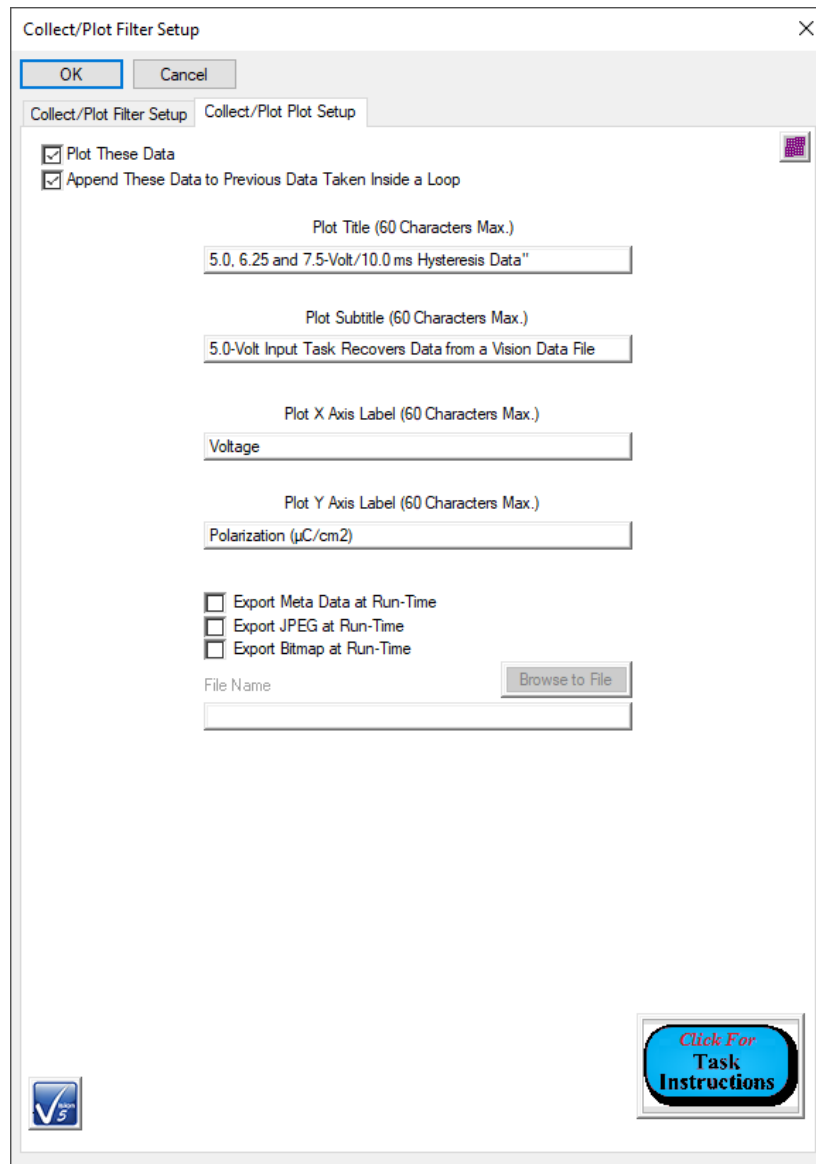 Collect/Plot Filter Setup
OK Cancel
Collect/Plot Filter Setup Collect/Plot Plot Setup
Plot These Data
Append These Data to Previous Data Taken Inside a Loop
Plot Title (60 Characters Max.)
5.0, 6.25 and 7.5-Volt/10.0 ms Hysteresis Data"
Plot Subtitle (60 Characters Max.)
5.0-Volt Input Task Recovers Data from a Vision Data File
Plot X Axis Label (60 Characters Max.)
Voltage
Plot Y Axis Label (60 Characters Max.)
Polarization (µC/cm2)
Export Meta Data at Run-Time
Export JPEG at Run-Time
Export Bitmap at Run-Time
File Name Browse to File
Click For
Task
Instructions
Vision
5